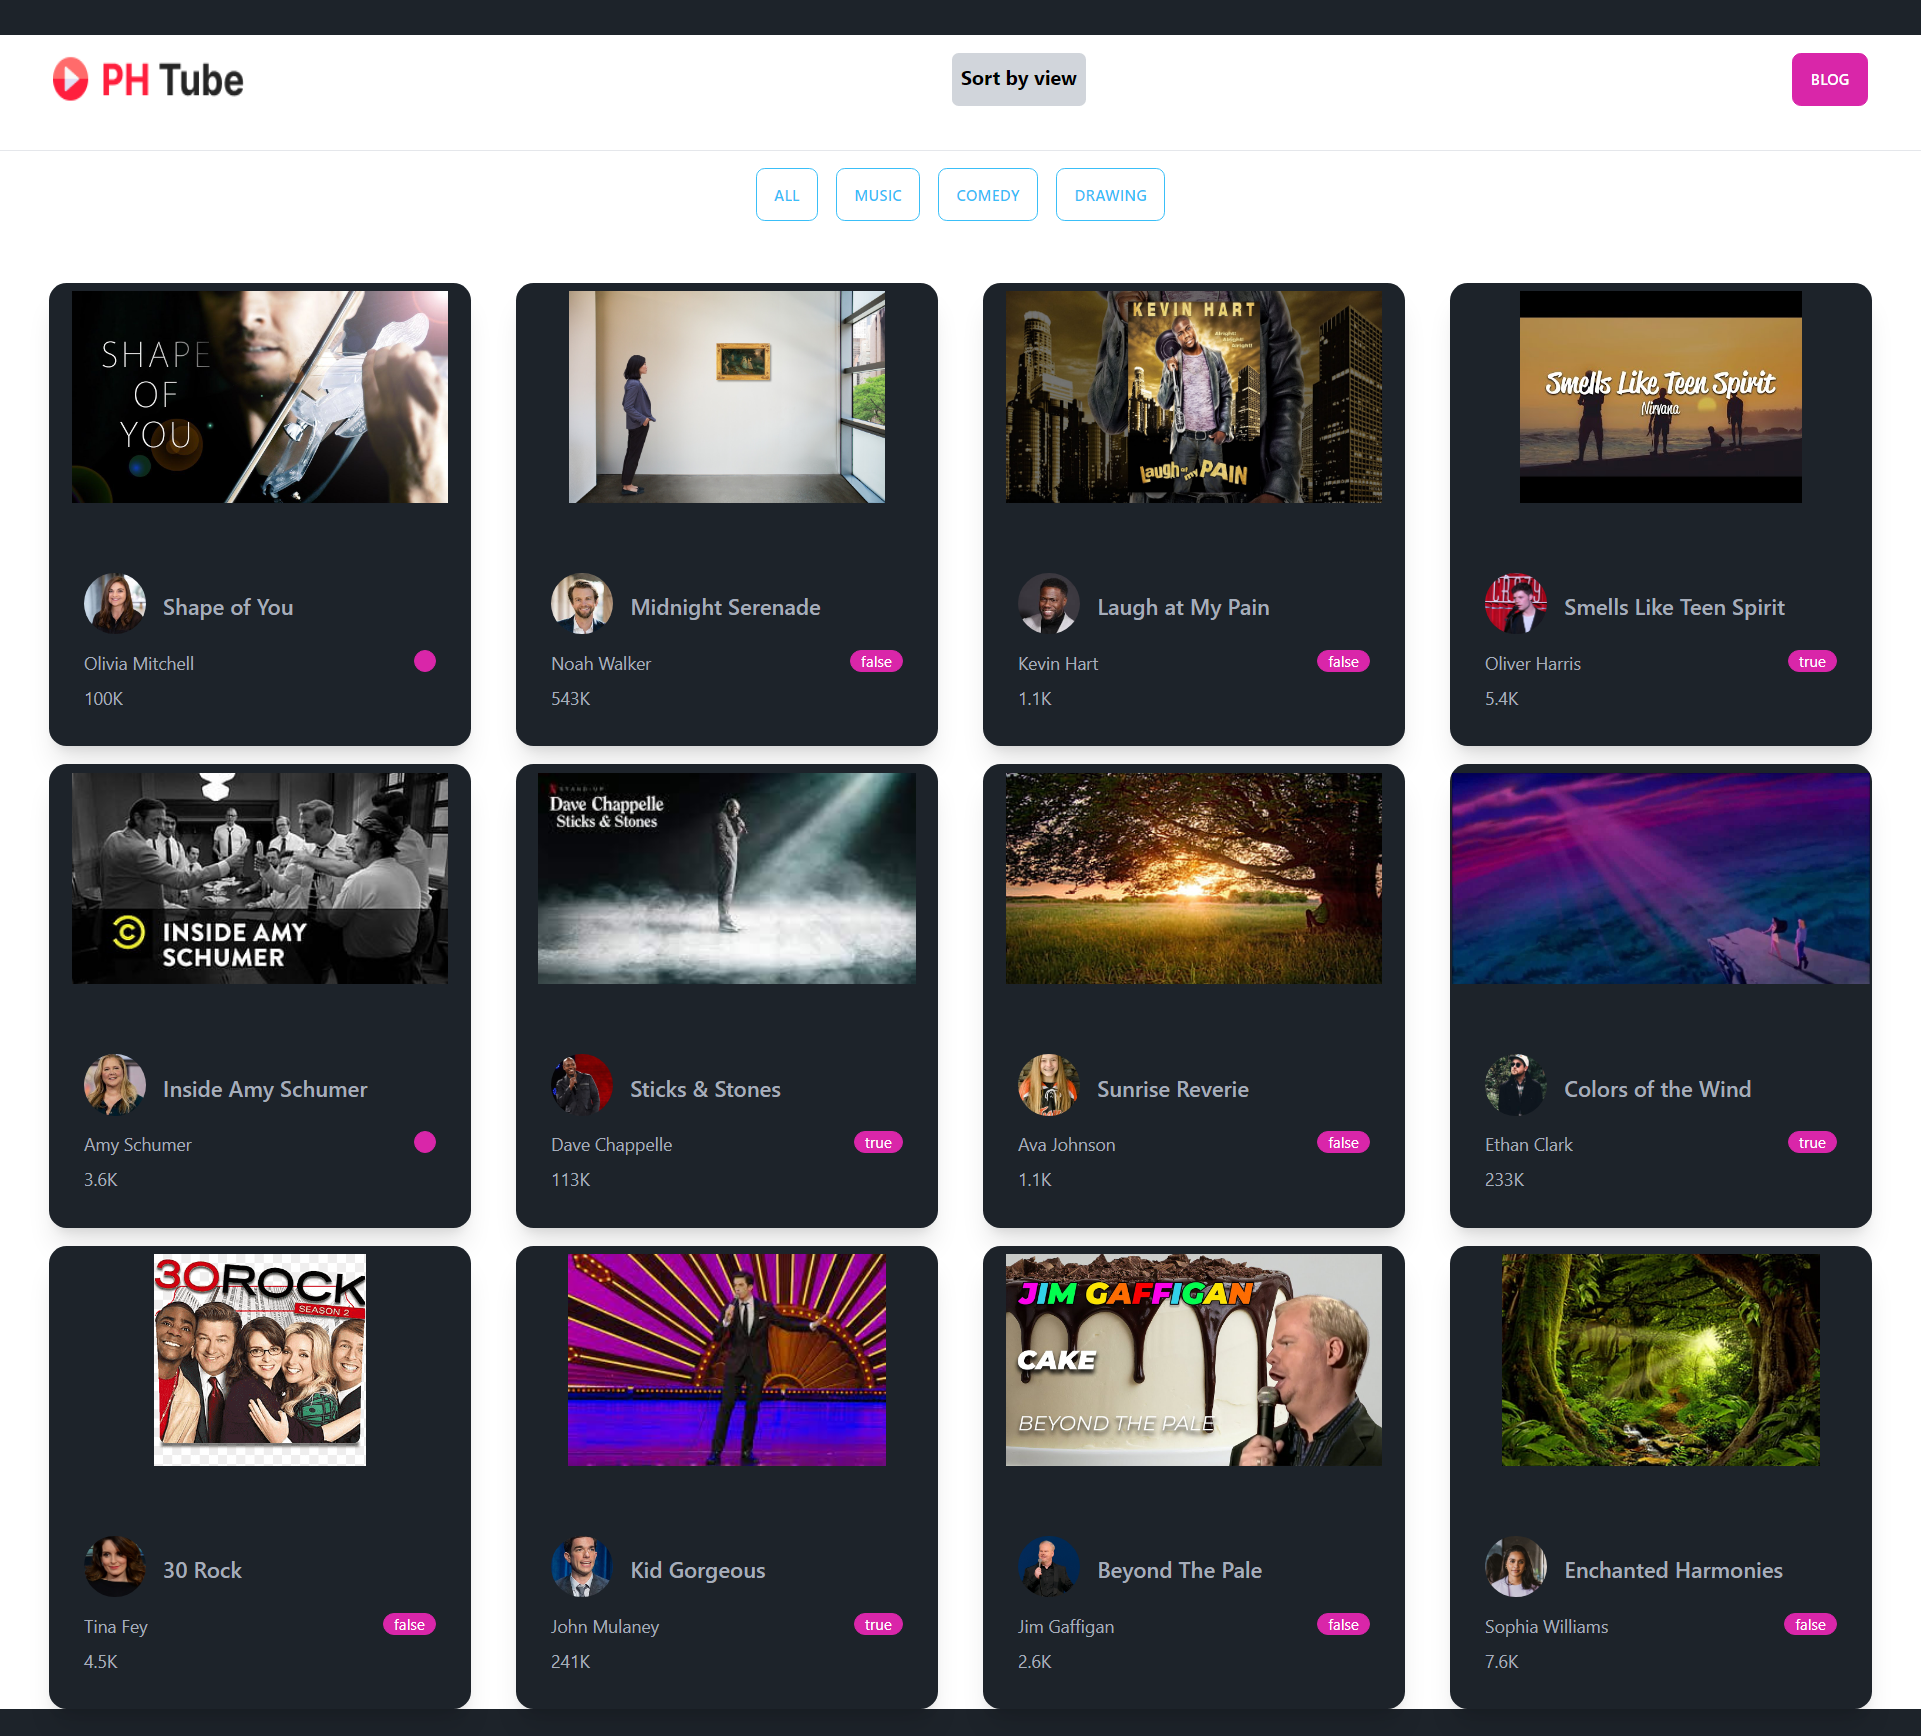 PH Tube
Sort by view
BLOG
ALL
MUSIC
COMEDY
DRAWING
SHAPE
OF
YOU
Shape of You
Olivia Mitchell
100K
Midnight Serenade
Noah Walker
false
543K
KEVIN HART
Laugh at my PAIN
Laugh at My Pain
Kevin Hart
false
1.1K
Smells Like Teen Spirit
Nirvana
Smells Like Teen Spirit
Oliver Harris
true
5.4K
INSIDE AMY
SCHUMER
Inside Amy Schumer
Amy Schumer
3.6K
STAND-UP
Dave Chappelle
Sticks & Stones
Sticks & Stones
Dave Chappelle
true
113K
Sunrise Reverie
Ava Johnson
false
1.1K
Colors of the Wind
Ethan Clark
true
233K
30ROCK
SEASON 2
30 Rock
Tina Fey
false
4.5K
Kid Gorgeous
John Mulaney
true
241K
JIM GAFFIGAN
CAKE
BEYOND THE PALE
Beyond The Pale
Jim Gaffigan
false
2.6K
Enchanted Harmonies
Sophia Williams
false
7.6K